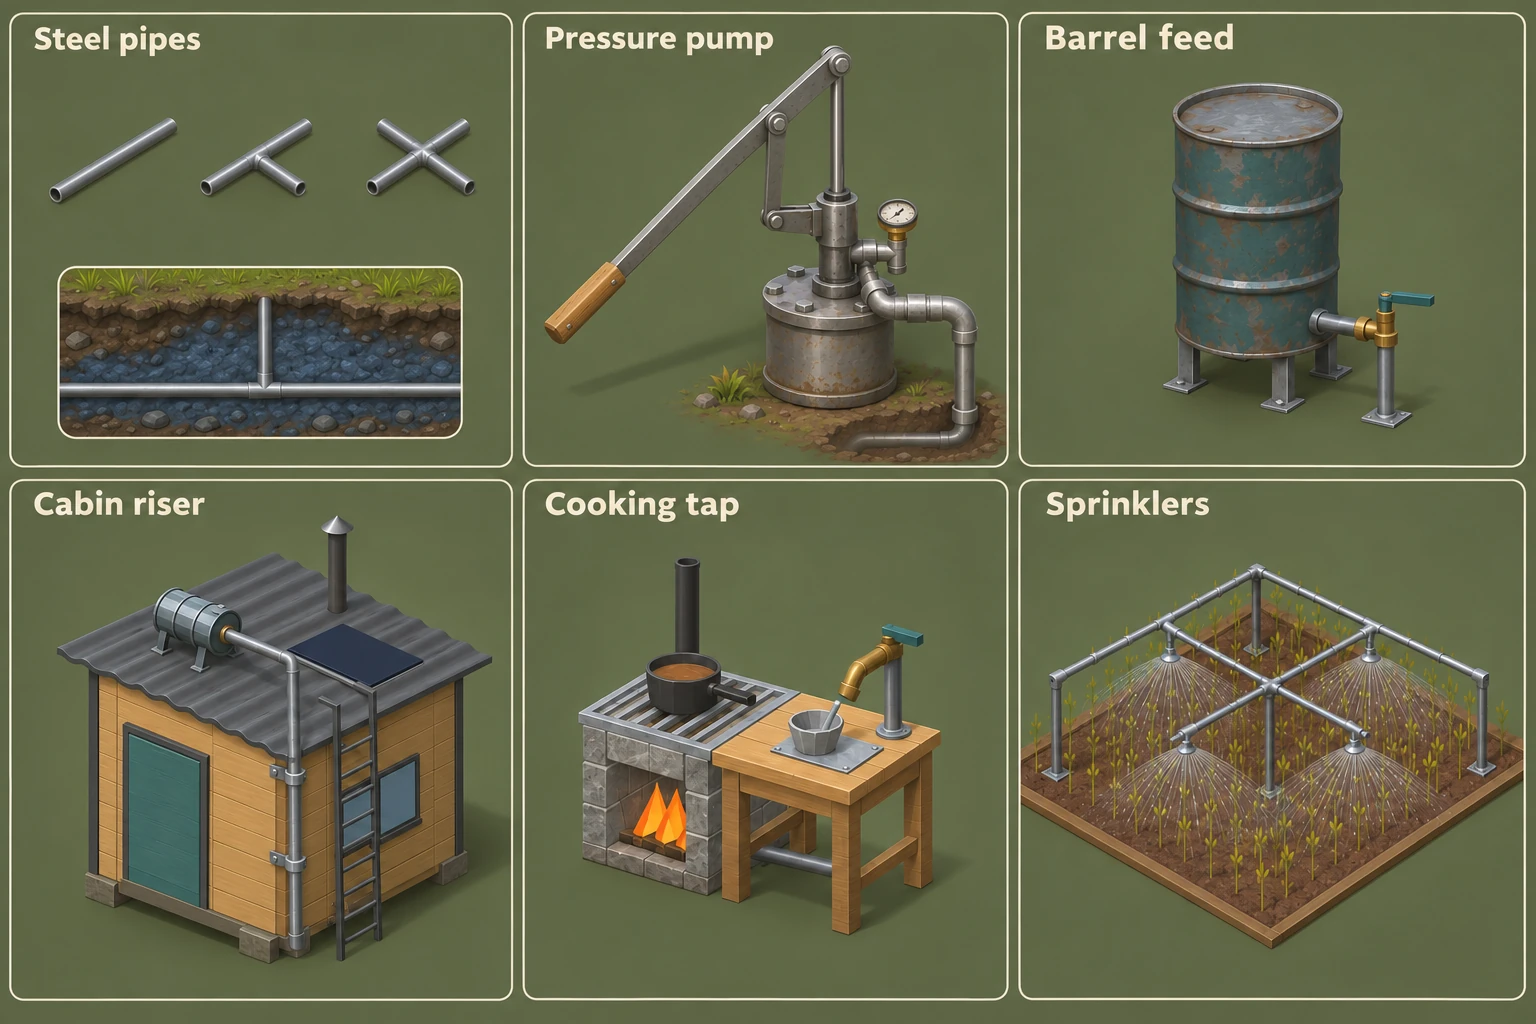 Steel pipes
Pressure pump
Barrel feed
Cabin riser
Cooking tap
Sprinklers